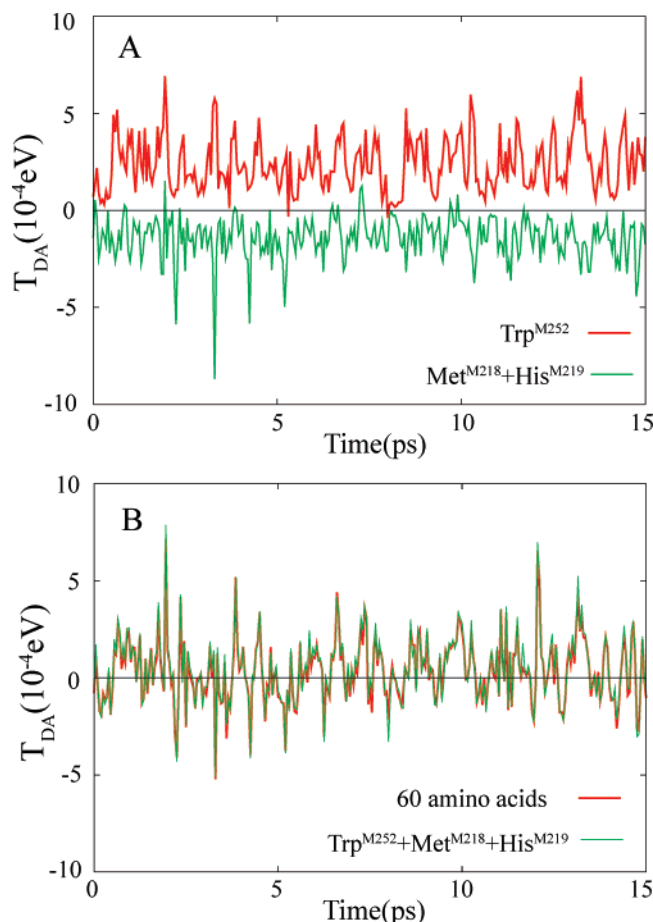 A
10
5
0
-5
-10
T_DA(10^-4eV)
Trp^M252
Met^M218+His^M219
0 5 10 15
Time(ps)
B
10
5
0
-5
-10
T_DA(10^-4eV)
60 amino acids
Trp^M252+Met^M218+His^M219
0 5 10 15
Time(ps)